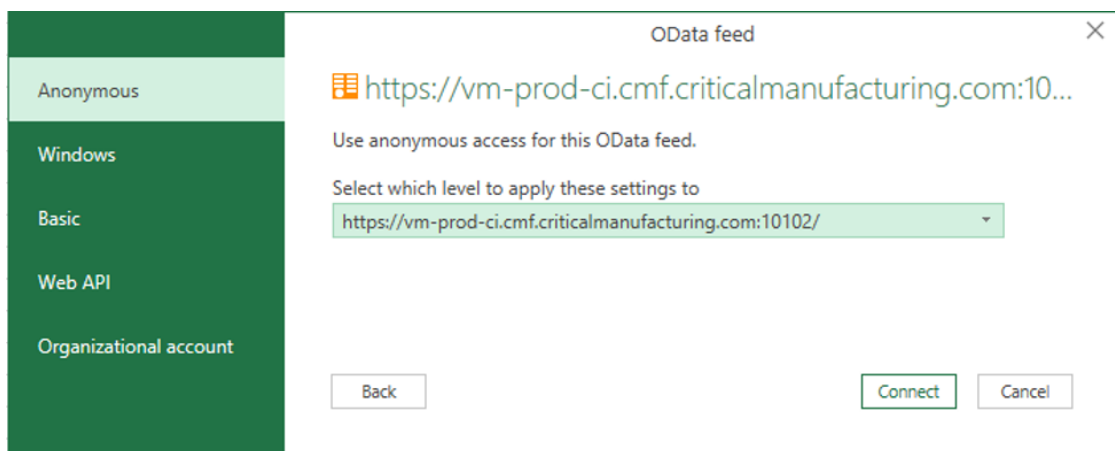 OData feed
Anonymous
Windows
Basic
Web API
Organizational account
https://vm-prod-ci.cmf.criticalmanufacturing.com:10...
Use anonymous access for this OData feed.
Select which level to apply these settings to
https://vm-prod-ci.cmf.criticalmanufacturing.com:10102/
Back
Connect
Cancel